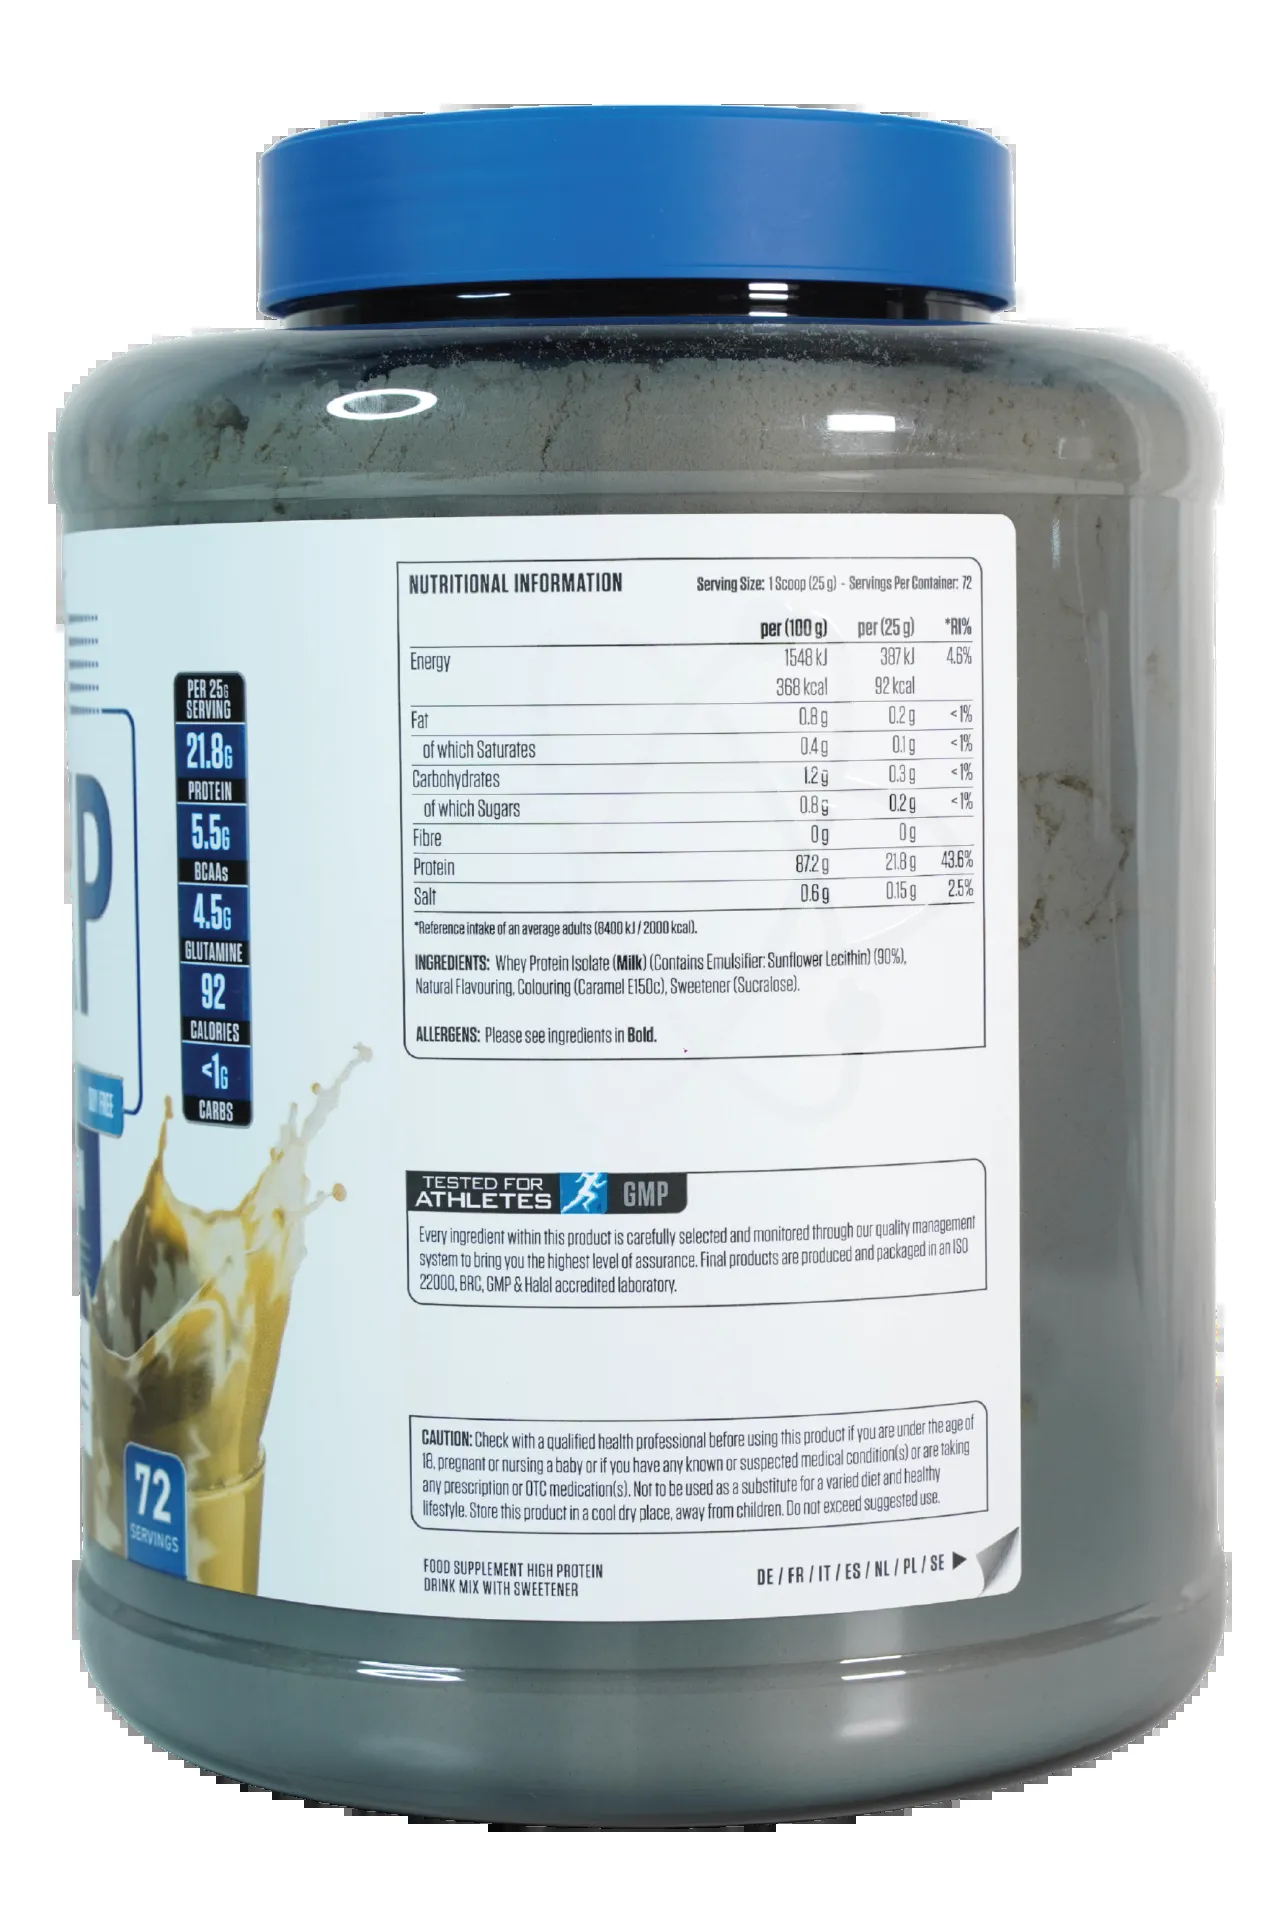 P
OY FREE
PER 25G
SERVING
21.8G
PROTEIN
5.5G
BCAAs
4.5G
GLUTAMINE
92
CALORIES
<1G
CARBS
72
SERVINGS
NUTRITIONAL INFORMATION Serving Size: 1 Scoop (25 g) - Servings Per Container: 72
per (100 g) per (25 g) *RI%
Energy 1548 kJ 387 kJ 4.6%
368 kcal 92 kcal
Fat 0.8 g 0.2 g <1%
of which Saturates 0.4 g 0.1 g <1%
Carbohydrates 1.2 g 0.3 g <1%
of which Sugars 0.8 g 0.2 g <1%
Fibre 0 g 0 g
Protein 87.2 g 21.8 g 43.6%
Salt 0.6 g 0.15 g 2.5%
*Reference intake of an average adults (8400 kJ / 2000 kcal).
INGREDIENTS: Whey Protein Isolate (Milk) (Contains Emulsifier: Sunflower Lecithin) (90%),
Natural Flavouring, Colouring (Caramel E150c), Sweetener (Sucralose).
ALLERGENS: Please see ingredients in Bold.
TESTED FOR
ATHLETES GMP
Every ingredient within this product is carefully selected and monitored through our quality management
system to bring you the highest level of assurance. Final products are produced and packaged in an ISO
22000, BRC, GMP & Halal accredited laboratory.
CAUTION: Check with a qualified health professional before using this product if you are under the age of
18, pregnant or nursing a baby or if you have any known or suspected medical condition(s) or are taking
any prescription or OTC medication(s). Not to be used as a substitute for a varied diet and healthy
lifestyle. Store this product in a cool dry place, away from children. Do not exceed suggested use.
FOOD SUPPLEMENT HIGH PROTEIN
DRINK MIX WITH SWEETENER
DE / FR / IT / ES / NL / PL / SE ▶